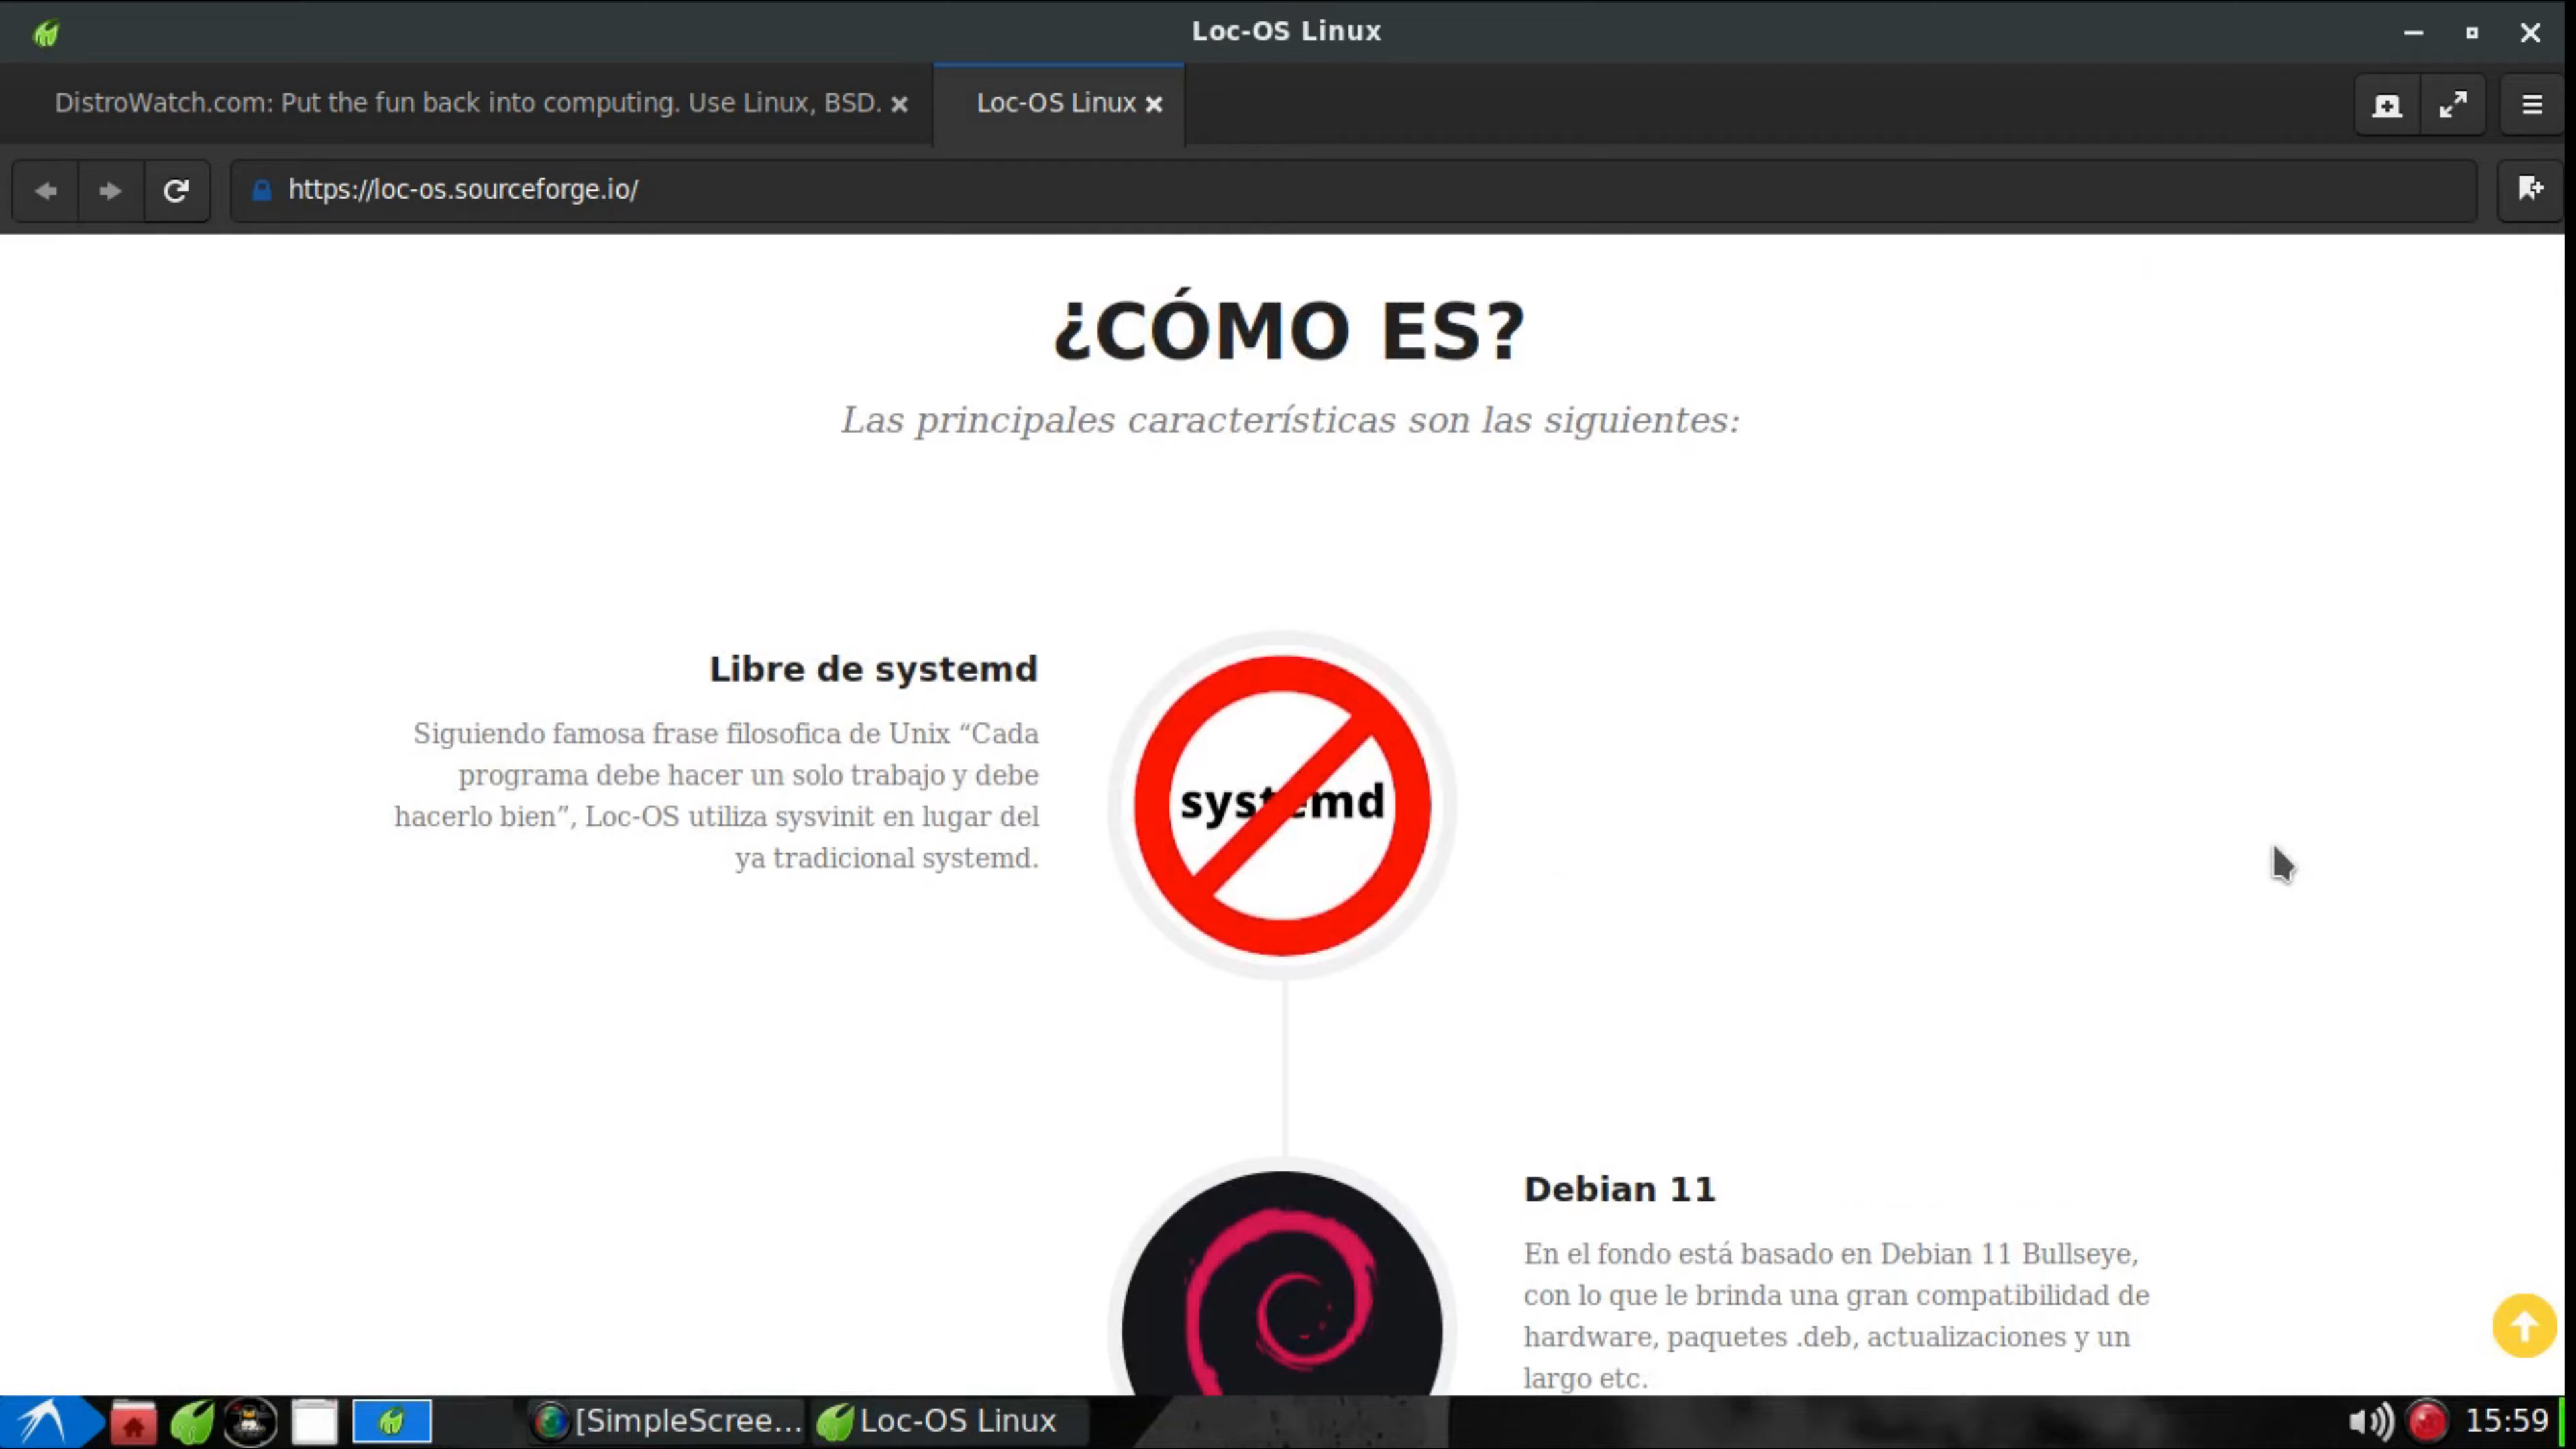 Loc-OS Linux
DistroWatch.com: Put the fun back into computing. Use Linux, BSD.
Loc-OS Linux
https://loc-os.sourceforge.io/
¿CÓMO ES?
Las principales características son las siguientes:
Libre de systemd
Siguiendo famosa frase filosofica de Unix “Cada
programa debe hacer un solo trabajo y debe
hacerlo bien”, Loc-OS utiliza sysvinit en lugar del
ya tradicional systemd.
systemd
Debian 11
En el fondo está basado en Debian 11 Bullseye,
con lo que le brinda una gran compatibilidad de
hardware, paquetes .deb, actualizaciones y un
largo etc.
[SimpleScree...
Loc-OS Linux
15:59